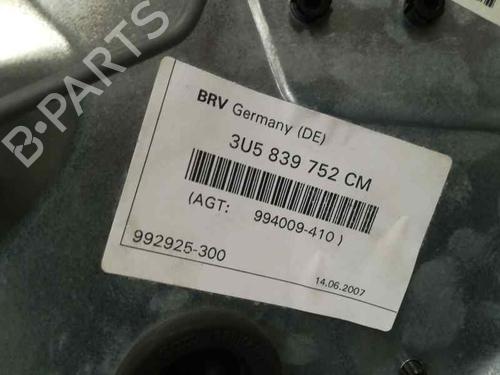 BRV Germany (DE)
3U5 839 752 CM
(AGT: 994009-410)
992925-300
14.06.2007
B-PARTS